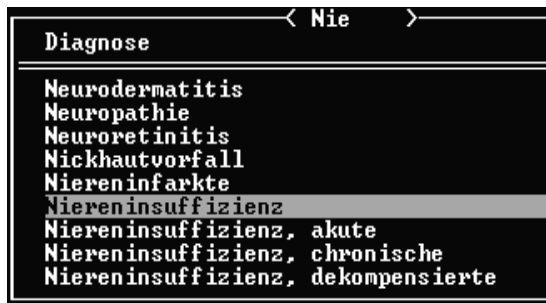 < Nie >
Diagnose
Neurodermatitis
Neuropathie
Neuroretinitis
Nickhautvorfall
Niereninfarkte
Niereninsuffizienz
Niereninsuffizienz, akute
Niereninsuffizienz, chronische
Niereninsuffizienz, dekompensierte